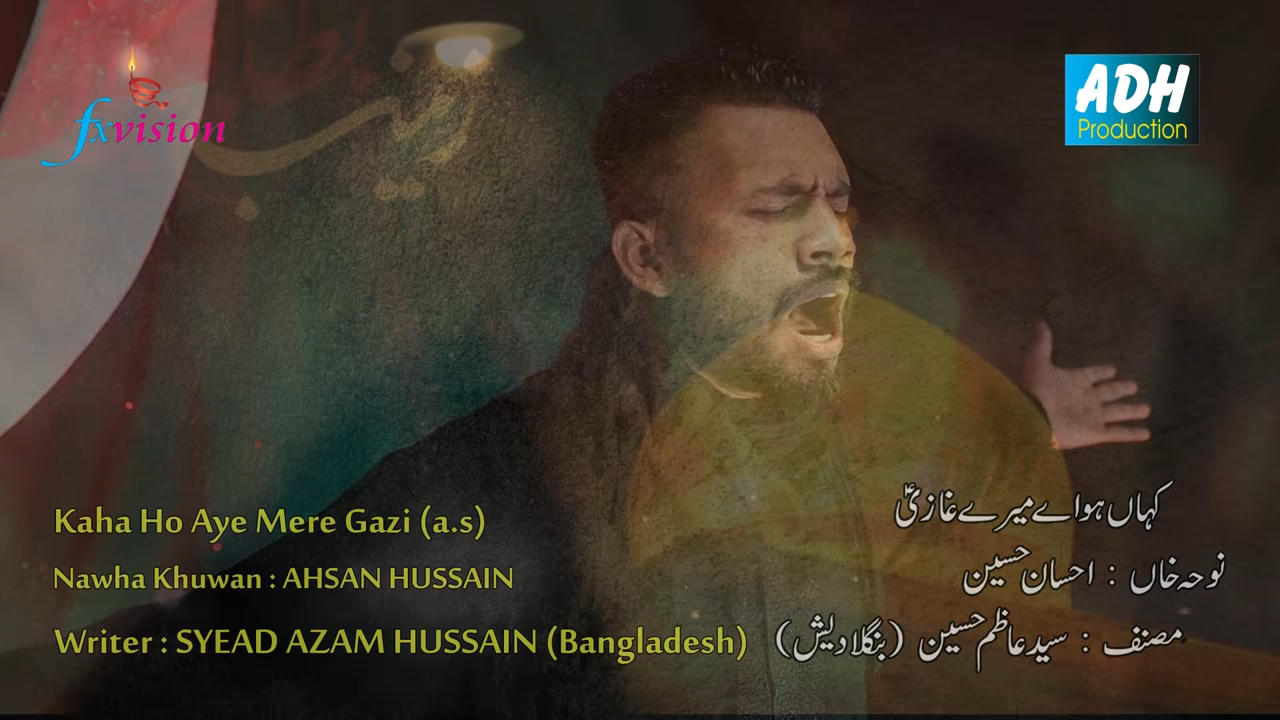 fxvision
زینب
ADH
Production
Kaha Ho Aye Mere Gazi (a.s)
کہاں ہو اے میرے غازیؑ
Nawha Khuwan : AHSAN HUSSAIN
نوحہ خاں : احسان حسین
Writer : SYEAD AZAM HUSSAIN (Bangladesh)
مصنف : سید عاظم حسین (بنگلادیش)